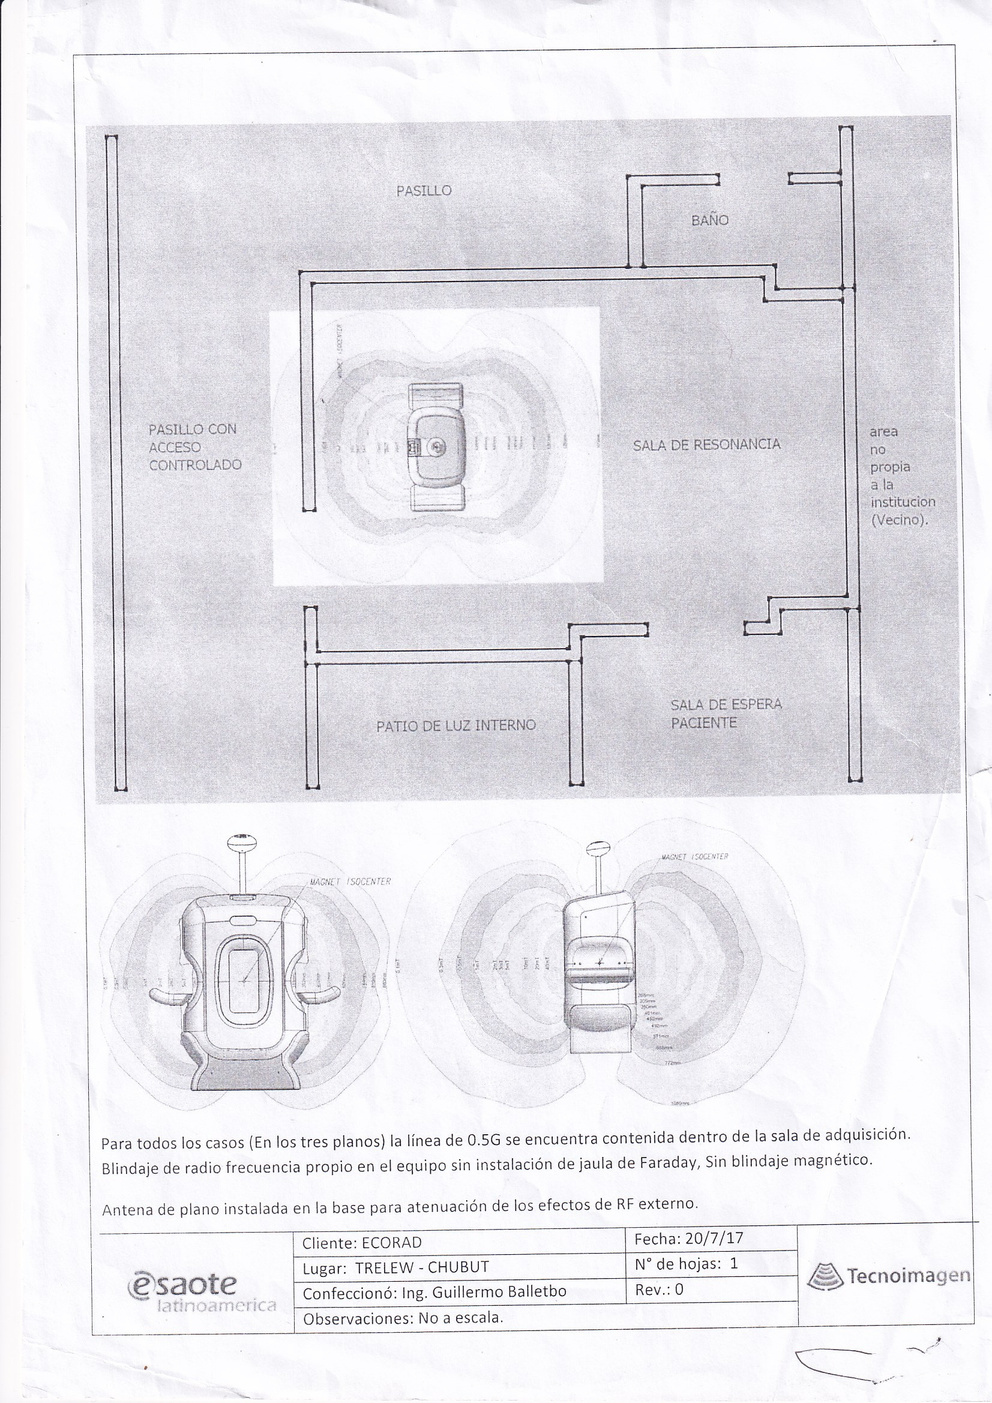 PASILLO
BAÑO
MAGNET ISOCENTER
PASILLO CON
ACCESO
CONTROLADO
SALA DE RESONANCIA
area
no
propia
a la
institucion
(Vecino).
PATIO DE LUZ INTERNO
SALA DE ESPERA
PACIENTE
MAGNET ISOCENTER
MAGNET ISOCENTER
Para todos los casos (En los tres planos) la línea de 0.5G se encuentra contenida dentro de la sala de adquisición.
Blindaje de radio frecuencia propio en el equipo sin instalación de jaula de Faraday, Sin blindaje magnético.
Antena de plano instalada en la base para atenuación de los efectos de RF externo.
esaote
latinoamerica
Cliente: ECORAD
Fecha: 20/7/17
Lugar: TRELEW - CHUBUT
N° de hojas: 1
Confeccionó: Ing. Guillermo Balletbo
Rev.: 0
Observaciones: No a escala.
Tecnoimagen